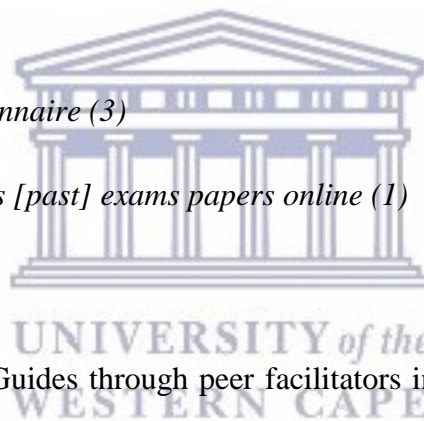 nnaire (3)
s [past] exams papers online (1)
UNIVERSITY of the
Guides through peer facilitators in
WESTERN CAPE